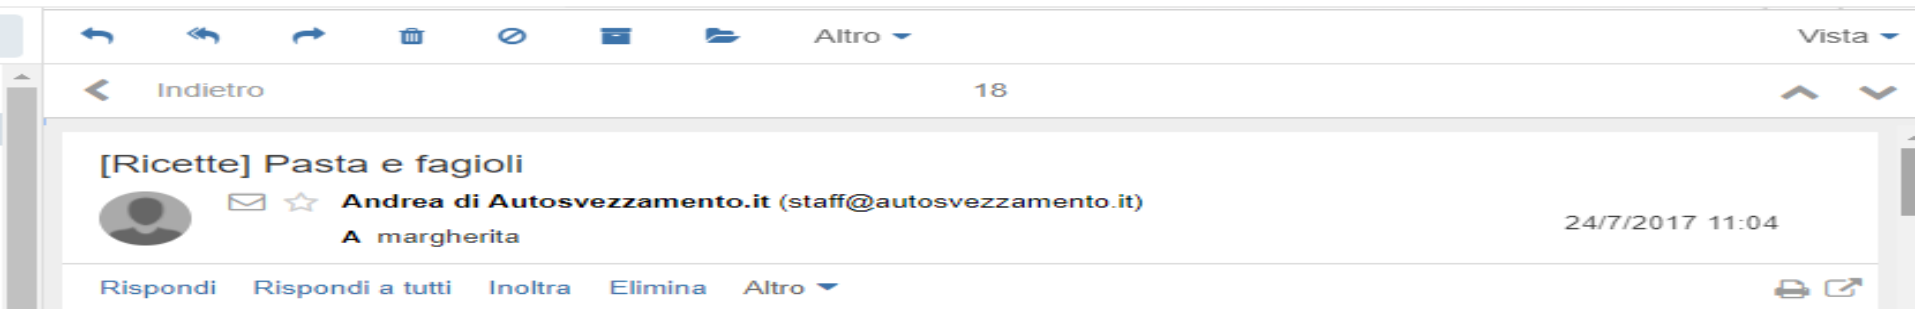 Altro
Vista
Indietro
18
[Ricette] Pasta e fagioli
Andrea di Autosvezzamento.it (staff@autosvezzamento.it)
A margherita
24/7/2017 11:04
Rispondi Rispondi a tutti Inoltra Elimina Altro